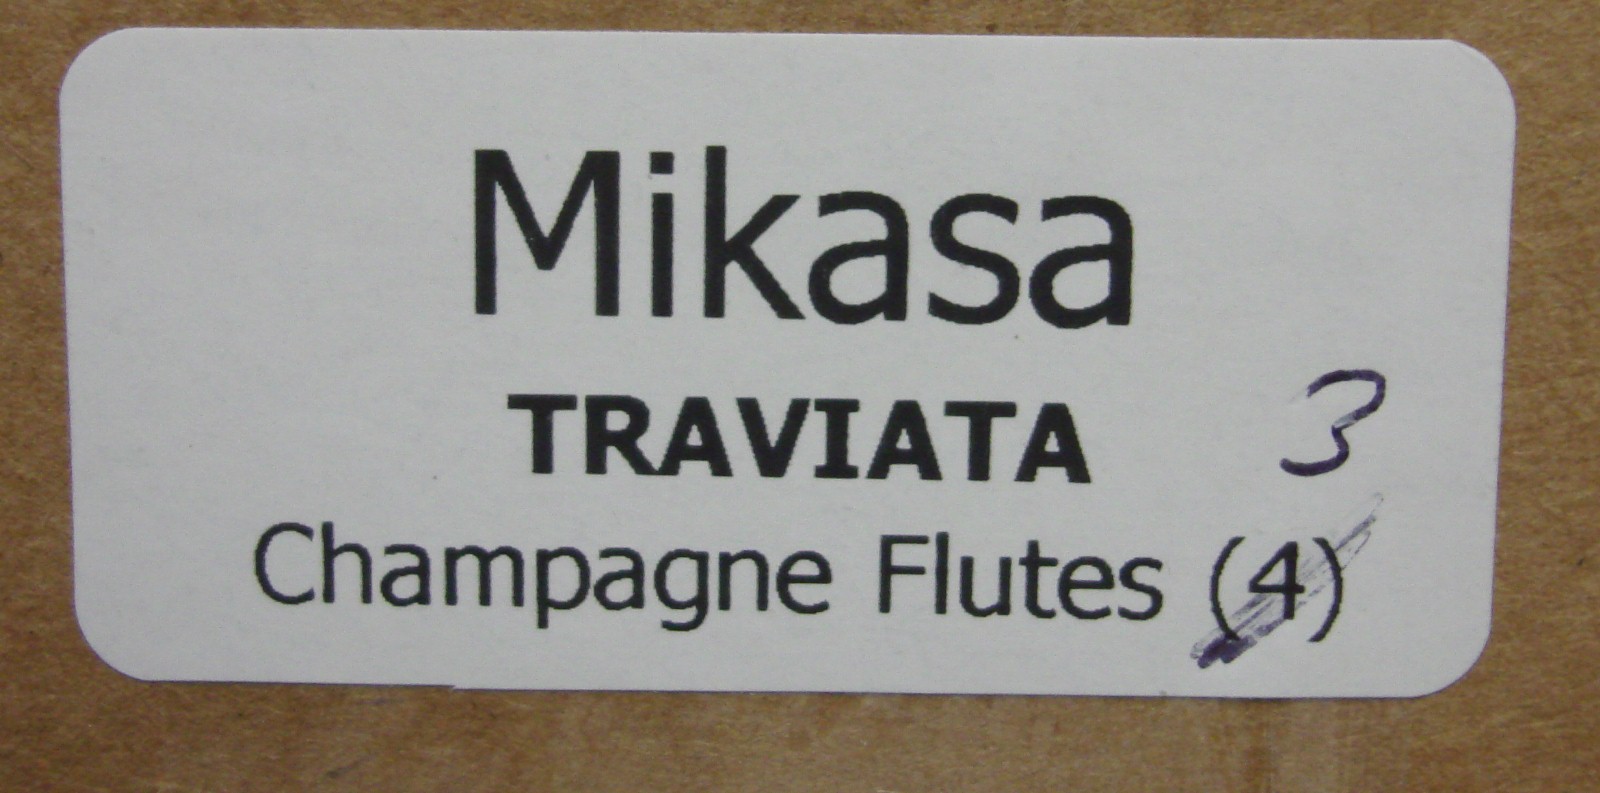 Mikasa
TRAVIATA 3
Champagne Flutes (4)